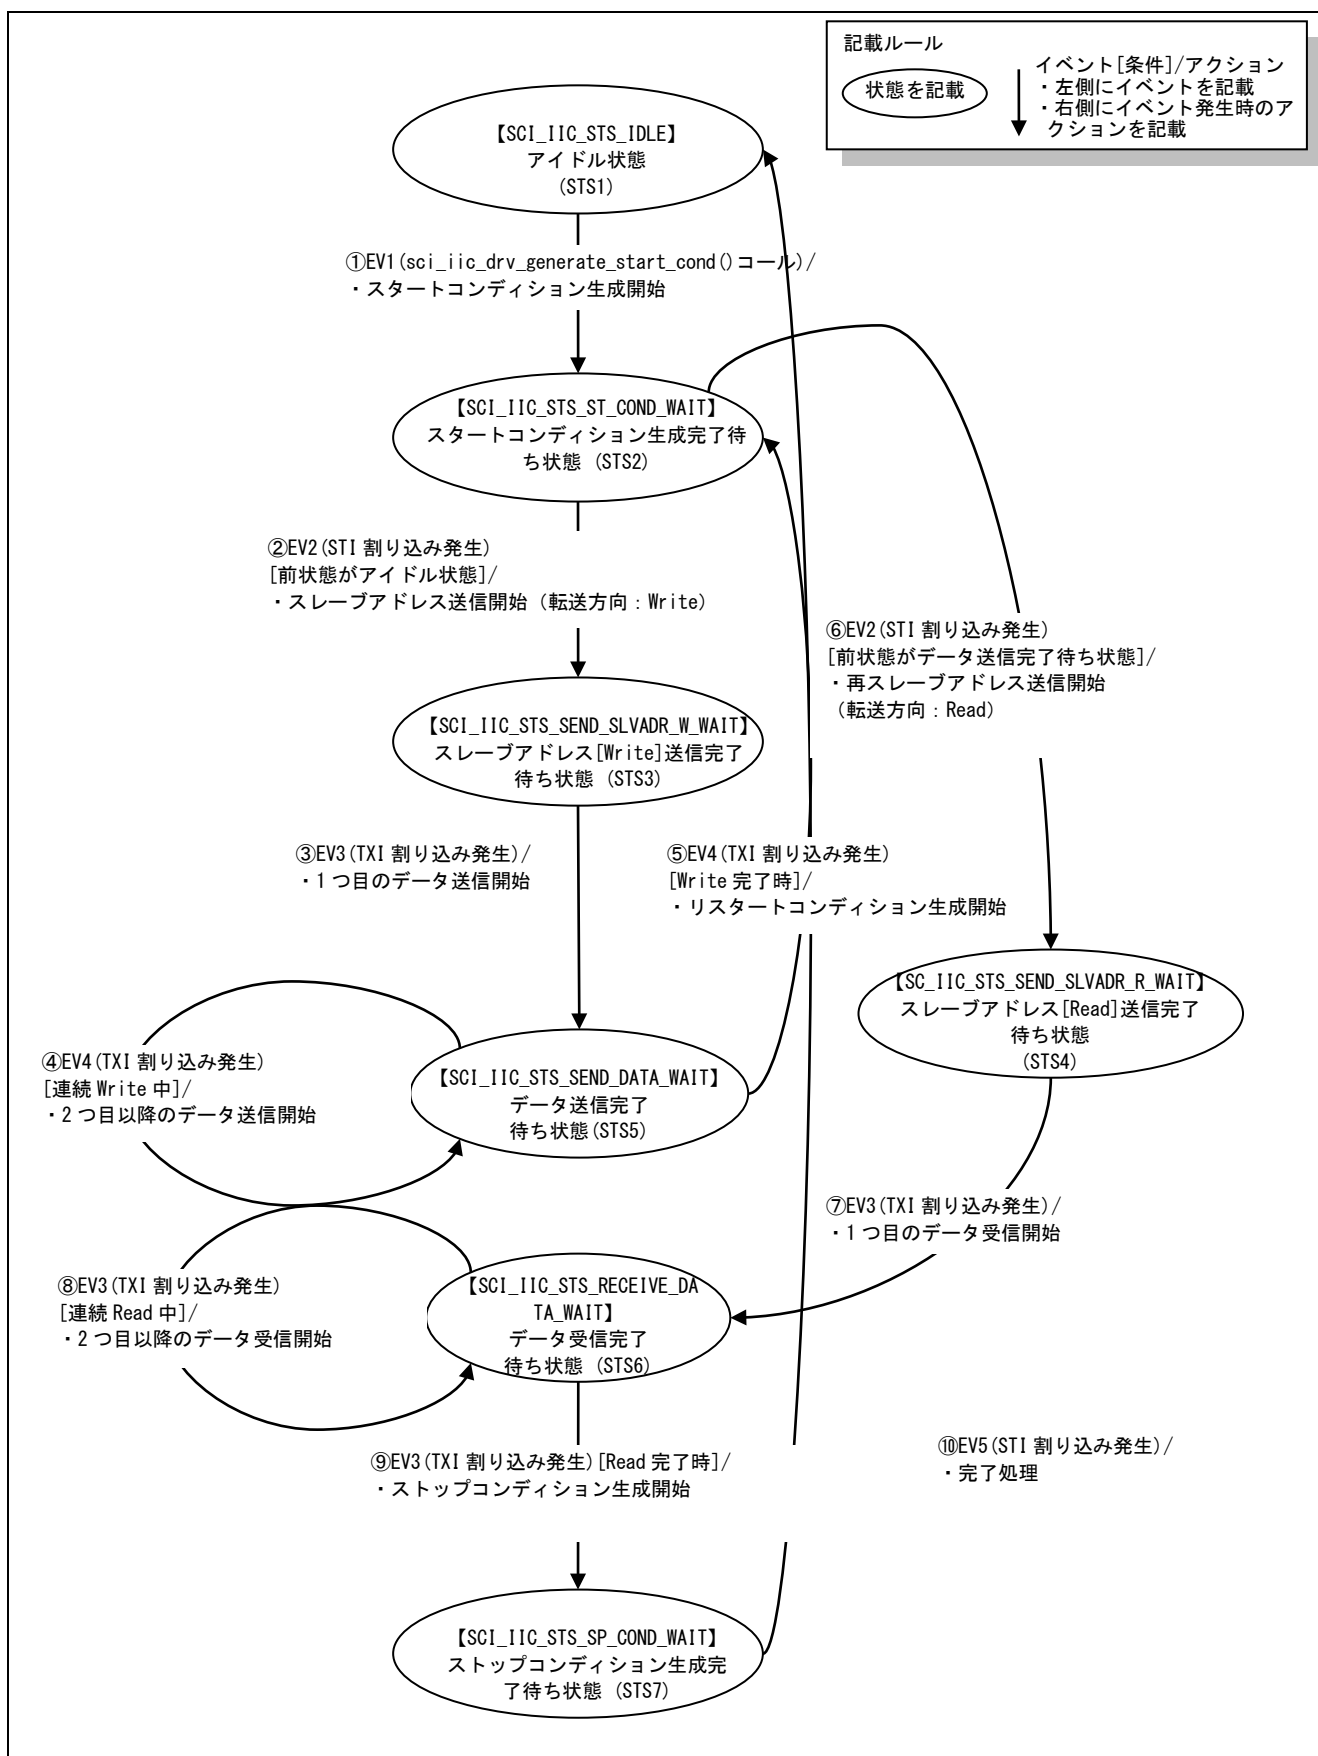 記載ルール
状態を記載
イベント[条件]/アクション
・左側にイベントを記載
・右側にイベント発生時のア
クションを記載
【SCI_IIC_STS_IDLE】
アイドル状態
(STS1)
①EV1(sci_iic_drv_generate_start_cond()コール)/
・スタートコンディション生成開始
【SCI_IIC_STS_ST_COND_WAIT】
スタートコンディション生成完了待
ち状態 (STS2)
②EV2(STI 割り込み発生)
[前状態がアイドル状態]/
・スレーブアドレス送信開始（転送方向：Write）
⑥EV2(STI 割り込み発生)
[前状態がデータ送信完了待ち状態]/
・再スレーブアドレス送信開始
（転送方向：Read）
【SCI_IIC_STS_SEND_SLVADR_W_WAIT】
スレーブアドレス[Write]送信完了
待ち状態 (STS3)
③EV3(TXI 割り込み発生)/
・1 つ目のデータ送信開始
⑤EV4(TXI 割り込み発生)
[Write 完了時]/
・リスタートコンディション生成開始
【SC_IIC_STS_SEND_SLVADR_R_WAIT】
スレーブアドレス[Read]送信完了
待ち状態
(STS4)
④EV4(TXI 割り込み発生)
[連続 Write 中]/
・2 つ目以降のデータ送信開始
【SCI_IIC_STS_SEND_DATA_WAIT】
データ送信完了
待ち状態(STS5)
⑦EV3(TXI 割り込み発生)/
・1 つ目のデータ受信開始
⑧EV3(TXI 割り込み発生)
[連続 Read 中]/
・2 つ目以降のデータ受信開始
【SCI_IIC_STS_RECEIVE_DA
TA_WAIT】
データ受信完了
待ち状態 (STS6)
⑨EV3(TXI 割り込み発生)[Read 完了時]/
・ストップコンディション生成開始
⑩EV5(STI 割り込み発生)/
・完了処理
【SCI_IIC_STS_SP_COND_WAIT】
ストップコンディション生成完
了待ち状態 (STS7)